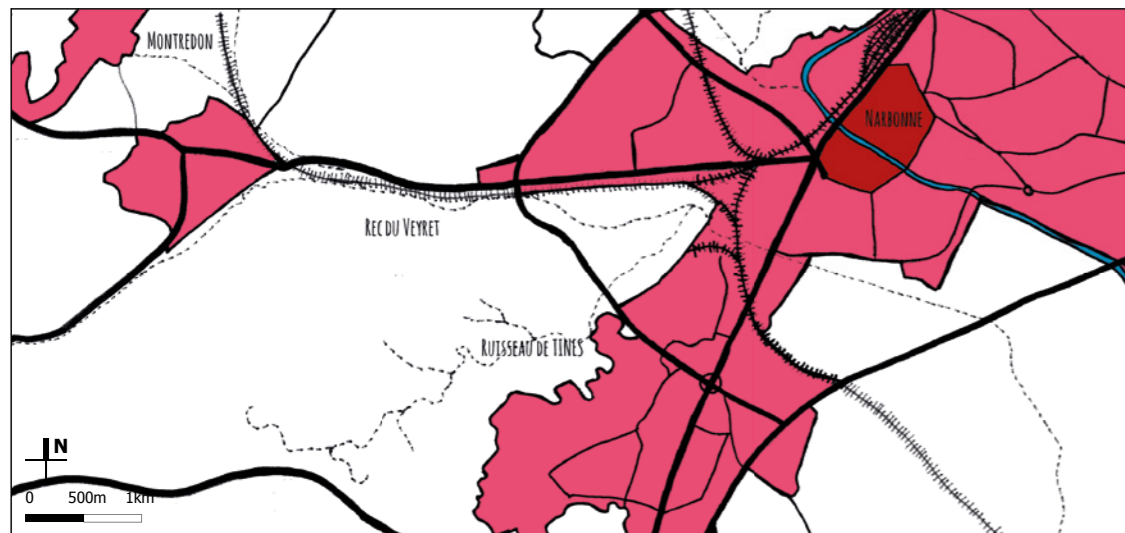 MONTREDON
NARBONNE
REC DU VEYRET
RUISSEAU DE TINES
N
0 500m 1km